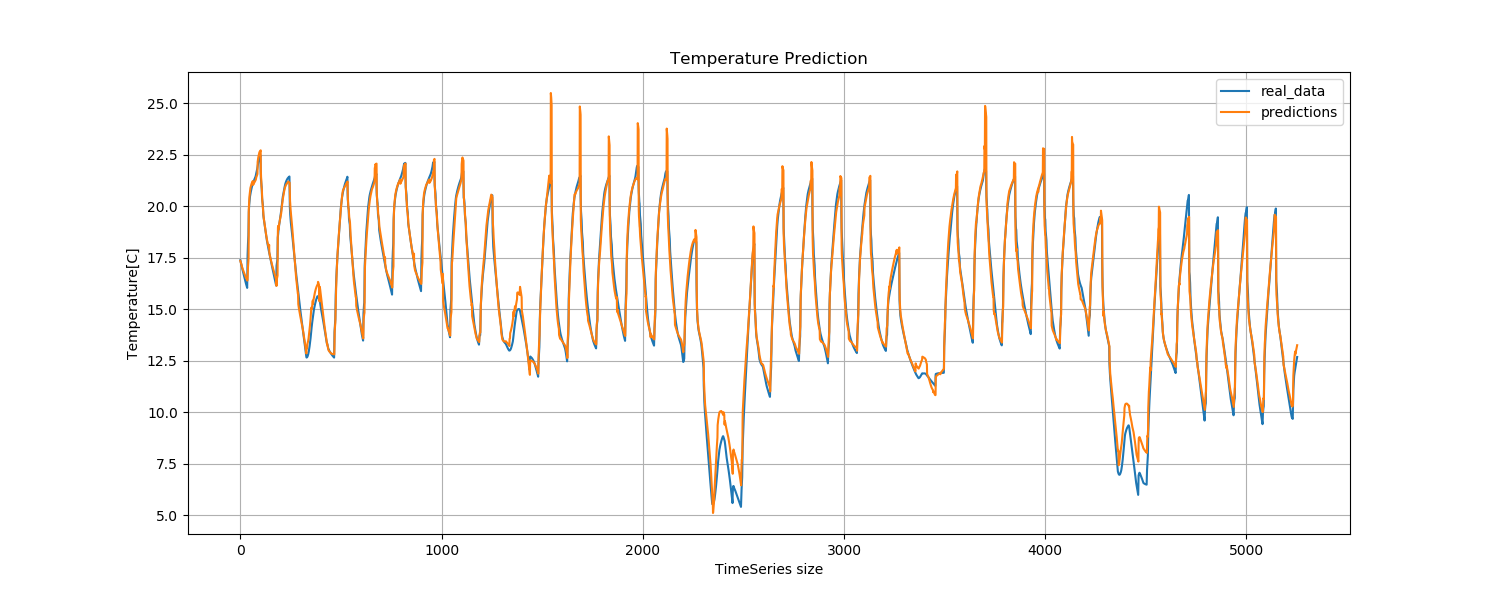 Temperature Prediction
real_data
predictions
Temperature[C]
25.0
22.5
20.0
17.5
15.0
12.5
10.0
7.5
5.0
0 1000 2000 3000 4000 5000
TimeSeries size